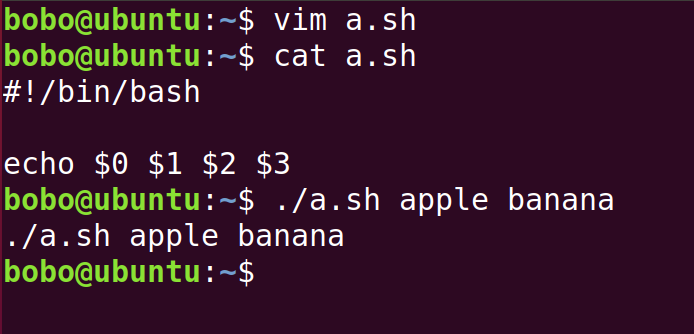 bobo@ubuntu:~$ vim a.sh
bobo@ubuntu:~$ cat a.sh
#!/bin/bash
echo $0 $1 $2 $3
bobo@ubuntu:~$ ./a.sh apple banana
./a.sh apple banana
bobo@ubuntu:~$